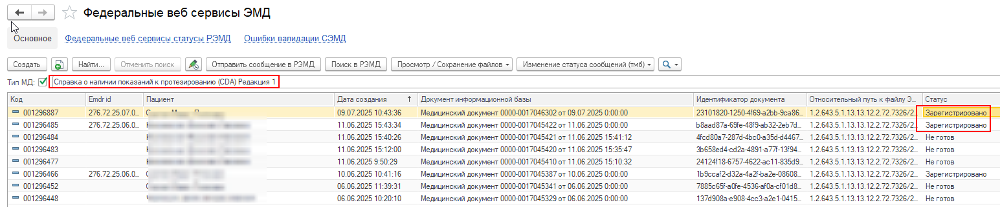 Федеральные веб сервисы ЭМД
Основное Федеральные веб сервисы статусы РЭМД Ошибки валидации СЭМД
Создать Найти... Отменить поиск Отправить сообщение в РЭМД Поиск в РЭМД Просмотр / Сохранение файлов Изменение статуса сообщений (тмб)
Тип МД: Справка о наличии показаний к протезированию (CDA) Редакция 1
Код Emdr id Пациент Дата создания ↑ Документ информационной базы Идентификатор документа Относительный путь к файлу Э... Статус
001296887 276.72.25.07.0... 09.07.2025 10:43:36 Медицинский документ 0000-0017046302 от 09.07.2025 0:00:00 23101820-1250-4f69-a2bb-9ca86... 1.2.643.5.1.13.13.12.2.72.7326/2... Зарегистрировано
001296485 276.72.25.06.0... 11.06.2025 15:43:34 Медицинский документ 0000-0017045422 от 11.06.2025 0:00:00 b8aad87a-69fe-48f9-ab32-2eb7d... 1.2.643.5.1.13.13.12.2.72.7326/2... Зарегистрировано
001296484 11.06.2025 15:40:26 Медицинский документ 0000-0017045421 от 11.06.2025 15:41:12 4fcd80a7-287d-4bc0-a35d-d4467... 1.2.643.5.1.13.13.12.2.72.7326/2... Не готов
001296483 11.06.2025 15:12:00 Медицинский документ 0000-0017045420 от 11.06.2025 15:35:47 3b658ed4-cd2a-4891-a77f-13f94... 1.2.643.5.1.13.13.12.2.72.7326/2... Не готов
001296477 11.06.2025 9:50:29 Медицинский документ 0000-0017045410 от 11.06.2025 15:10:32 24124f18-6757-4622-ac11-835d9... 1.2.643.5.1.13.13.12.2.72.7326/2... Не готов
001296466 276.72.25.06.0... 10.06.2025 10:41:16 Медицинский документ 0000-0017045387 от 10.06.2025 0:00:00 1b9ccaf2-d32a-4a2f-ba2e-08608... 1.2.643.5.1.13.13.12.2.72.7326/2... Зарегистрировано
001296452 06.06.2025 11:39:31 Медицинский документ 0000-0017045341 от 06.06.2025 0:00:00 7885c65f-a0fe-4536-af0a-cf01d8... 1.2.643.5.1.13.13.12.2.72.7326/2... Не готов
001296448 06.06.2025 10:20:10 Медицинский документ 0000-0017045329 от 06.06.2025 0:00:00 137d908a-e908-4cc3-a2e1-0415... 1.2.643.5.1.13.13.12.2.72.7326/2... Не готов